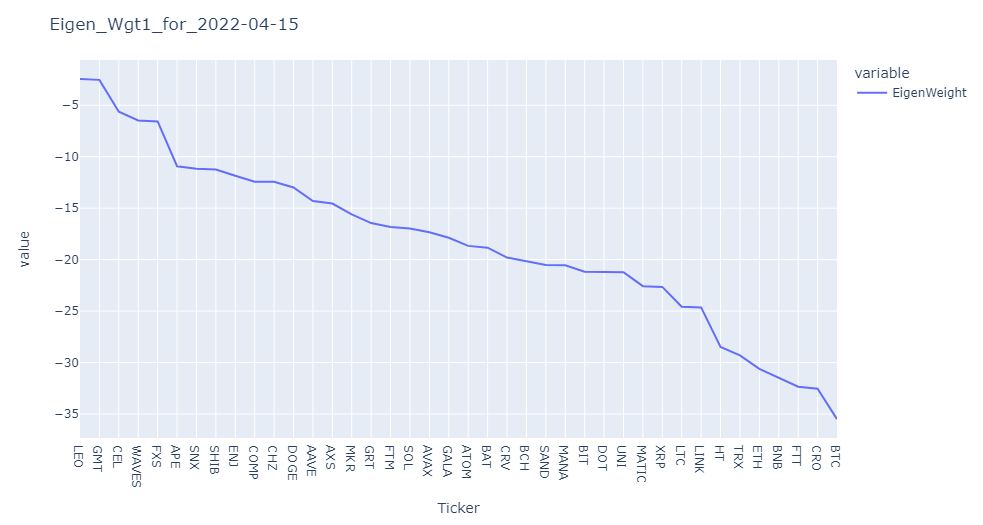 Eigen_Wgt1_for_2022-04-15
variable
EigenWeight
value
−5
−10
−15
−20
−25
−30
−35
LEO
GMT
CEL
WAVES
FXS
APE
SNX
SHIB
ENJ
COMP
CHZ
DOGE
AAVE
AXS
MKR
GRT
FTM
SOL
AVAX
GALA
ATOM
BAT
CRV
BCH
SAND
MANA
BIT
DOT
UNI
MATIC
XRP
LTC
LINK
HT
TRX
ETH
BNB
FTT
CRO
BTC
Ticker